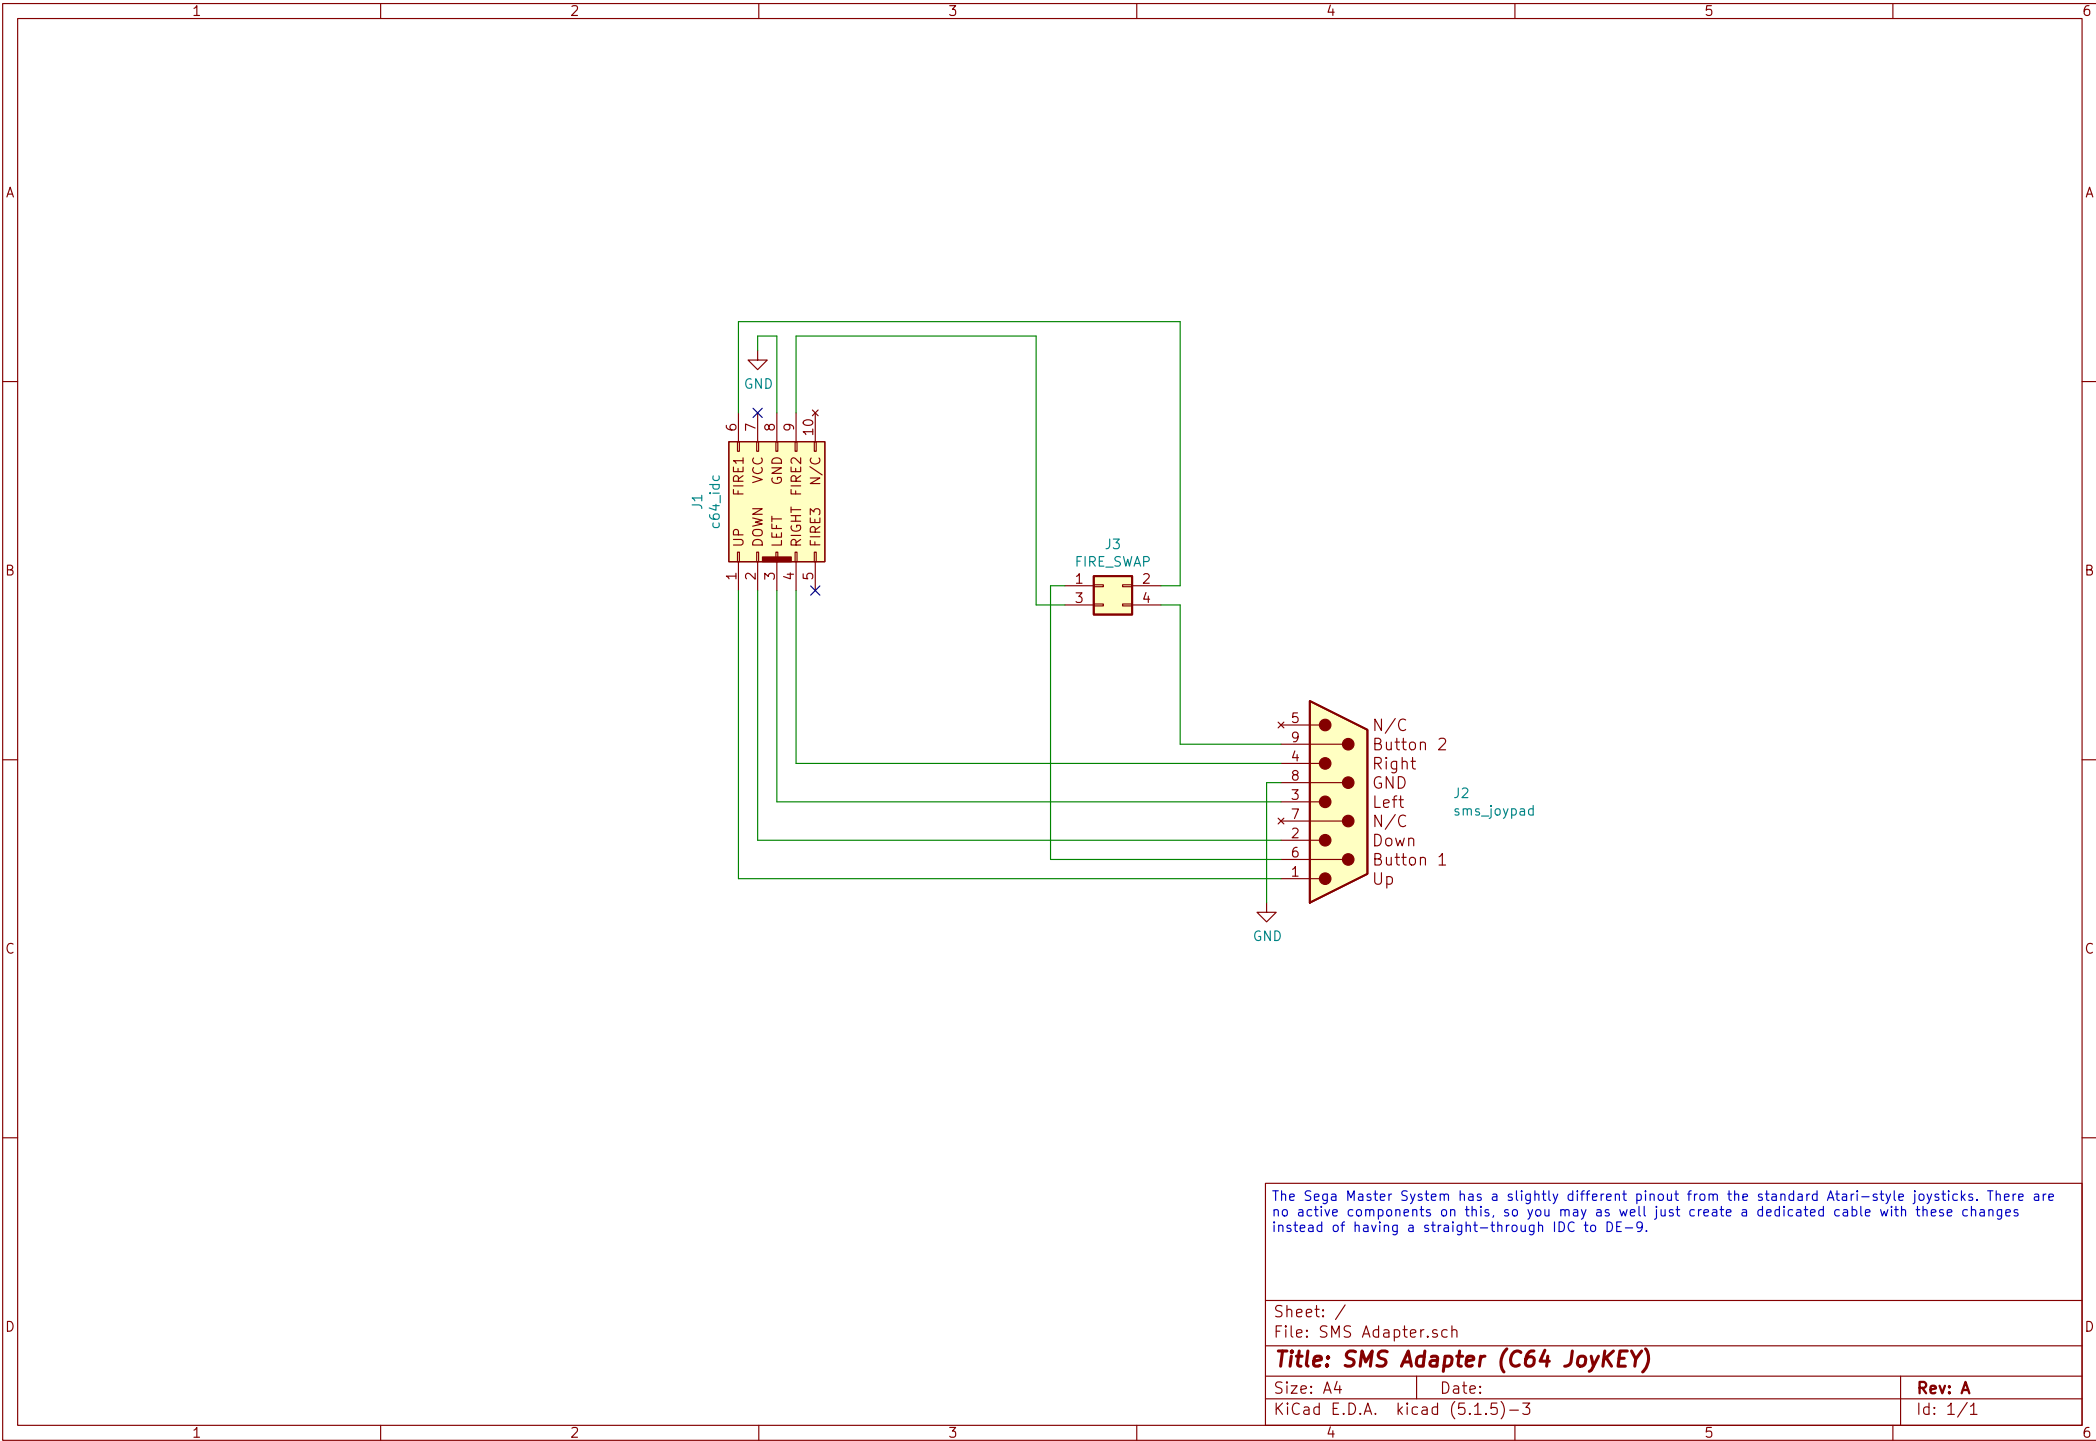 1 2 3 4 5 6
A A
GND
6 7 8 9 10
FIRE1 VCC GND FIRE2 N/C
J1
c64_idc
UP DOWN LEFT RIGHT FIRE3
1 2 3 4 5
J3
FIRE_SWAP
B B
1 2
3 4
5 N/C
9 Button 2
4 Right
8 GND
3 Left
7 N/C
2 Down
6 Button 1
1 Up
J2
sms_joypad
GND
C C
The Sega Master System has a slightly different pinout from the standard Atari-style joysticks. There are
no active components on this, so you may as well just create a dedicated cable with these changes
instead of having a straight-through IDC to DE-9.
Sheet: /
D D
File: SMS Adapter.sch
Title: SMS Adapter (C64 JoyKEY)
Size: A4 Date: Rev: A
KiCad E.D.A. kicad (5.1.5)-3 Id: 1/1
1 2 3 4 5 6